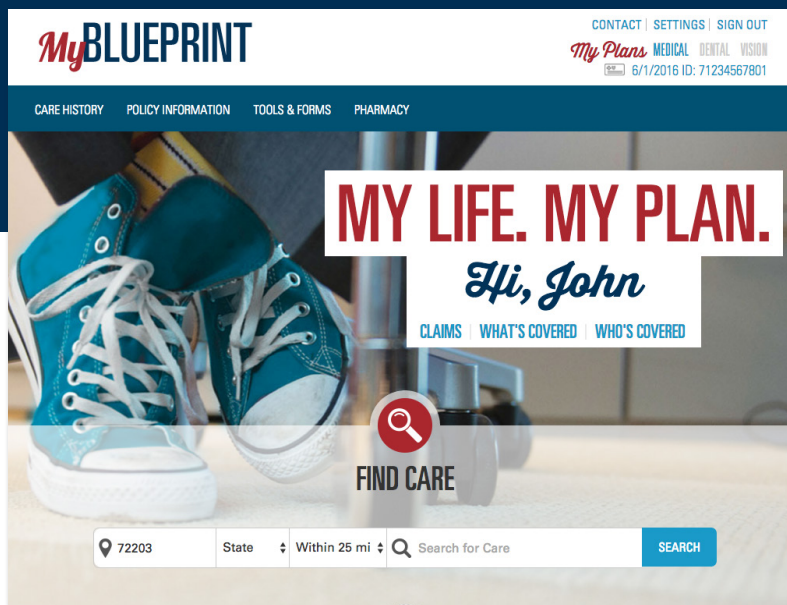 MyBLUEPRINT
CONTACT | SETTINGS | SIGN OUT
My Plans MEDICAL DENTAL VISION
6/1/2016 ID: 71234567801
CARE HISTORY POLICY INFORMATION TOOLS & FORMS PHARMACY
MY LIFE. MY PLAN.
Hi, John
CLAIMS | WHAT'S COVERED | WHO'S COVERED
FIND CARE
72203 State Within 25 mi Search for Care SEARCH